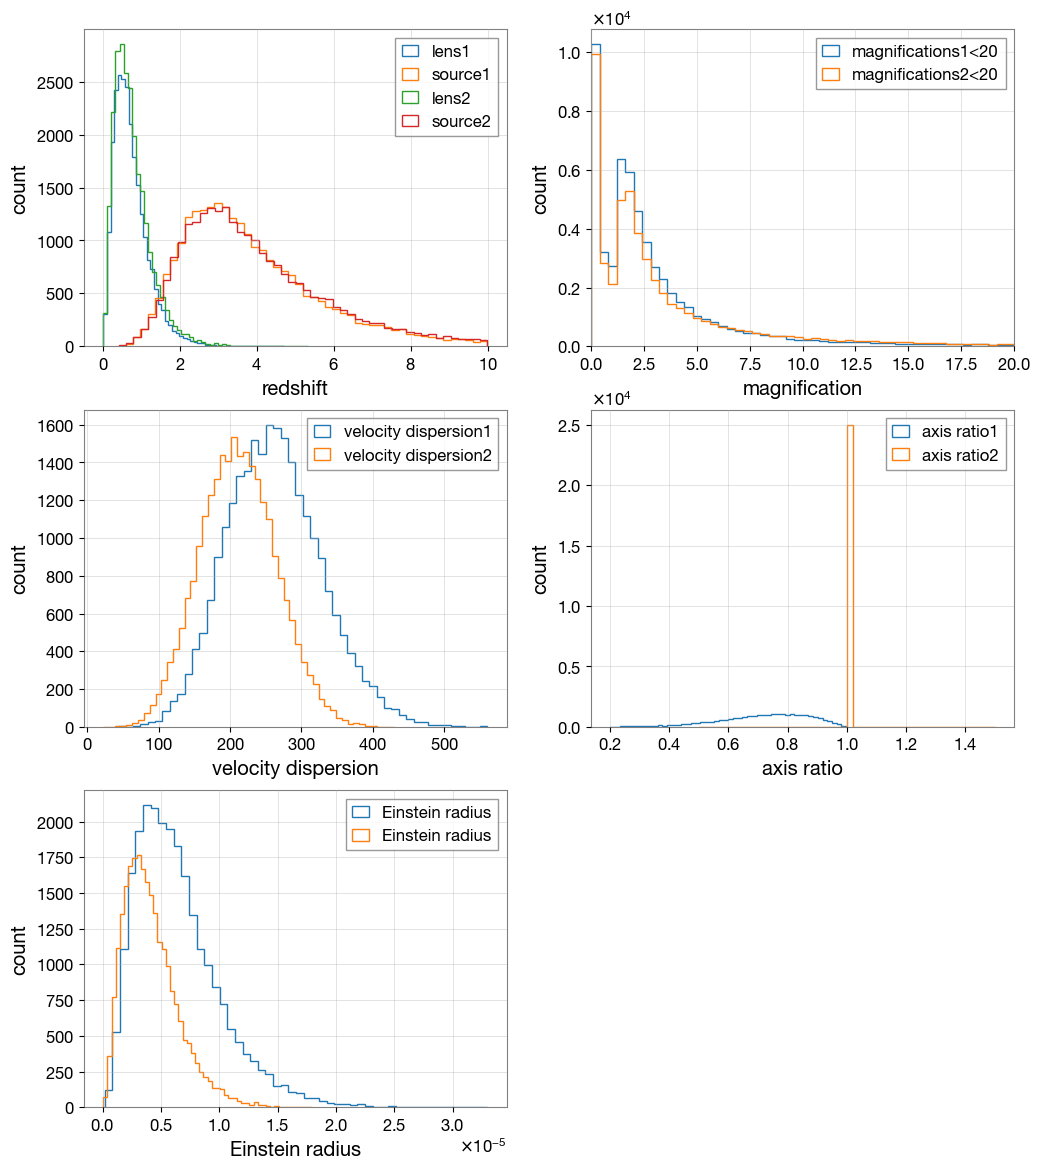 lens1
source1
lens2
source2
count
2500
2000
1500
1000
500
0
0 2 4 6 8 10
redshift
×10⁴
magnifications1<20
magnifications2<20
count
1.0
0.8
0.6
0.4
0.2
0.0
0.0 2.5 5.0 7.5 10.0 12.5 15.0 17.5 20.0
magnification
velocity dispersion1
velocity dispersion2
count
1600
1400
1200
1000
800
600
400
200
0
0 100 200 300 400 500
velocity dispersion
×10⁴
axis ratio1
axis ratio2
count
2.5
2.0
1.5
1.0
0.5
0.0
0.2 0.4 0.6 0.8 1.0 1.2 1.4
axis ratio
Einstein radius
Einstein radius
count
2000
1750
1500
1250
1000
750
500
250
0
0.0 0.5 1.0 1.5 2.0 2.5 3.0
×10⁻⁵
Einstein radius